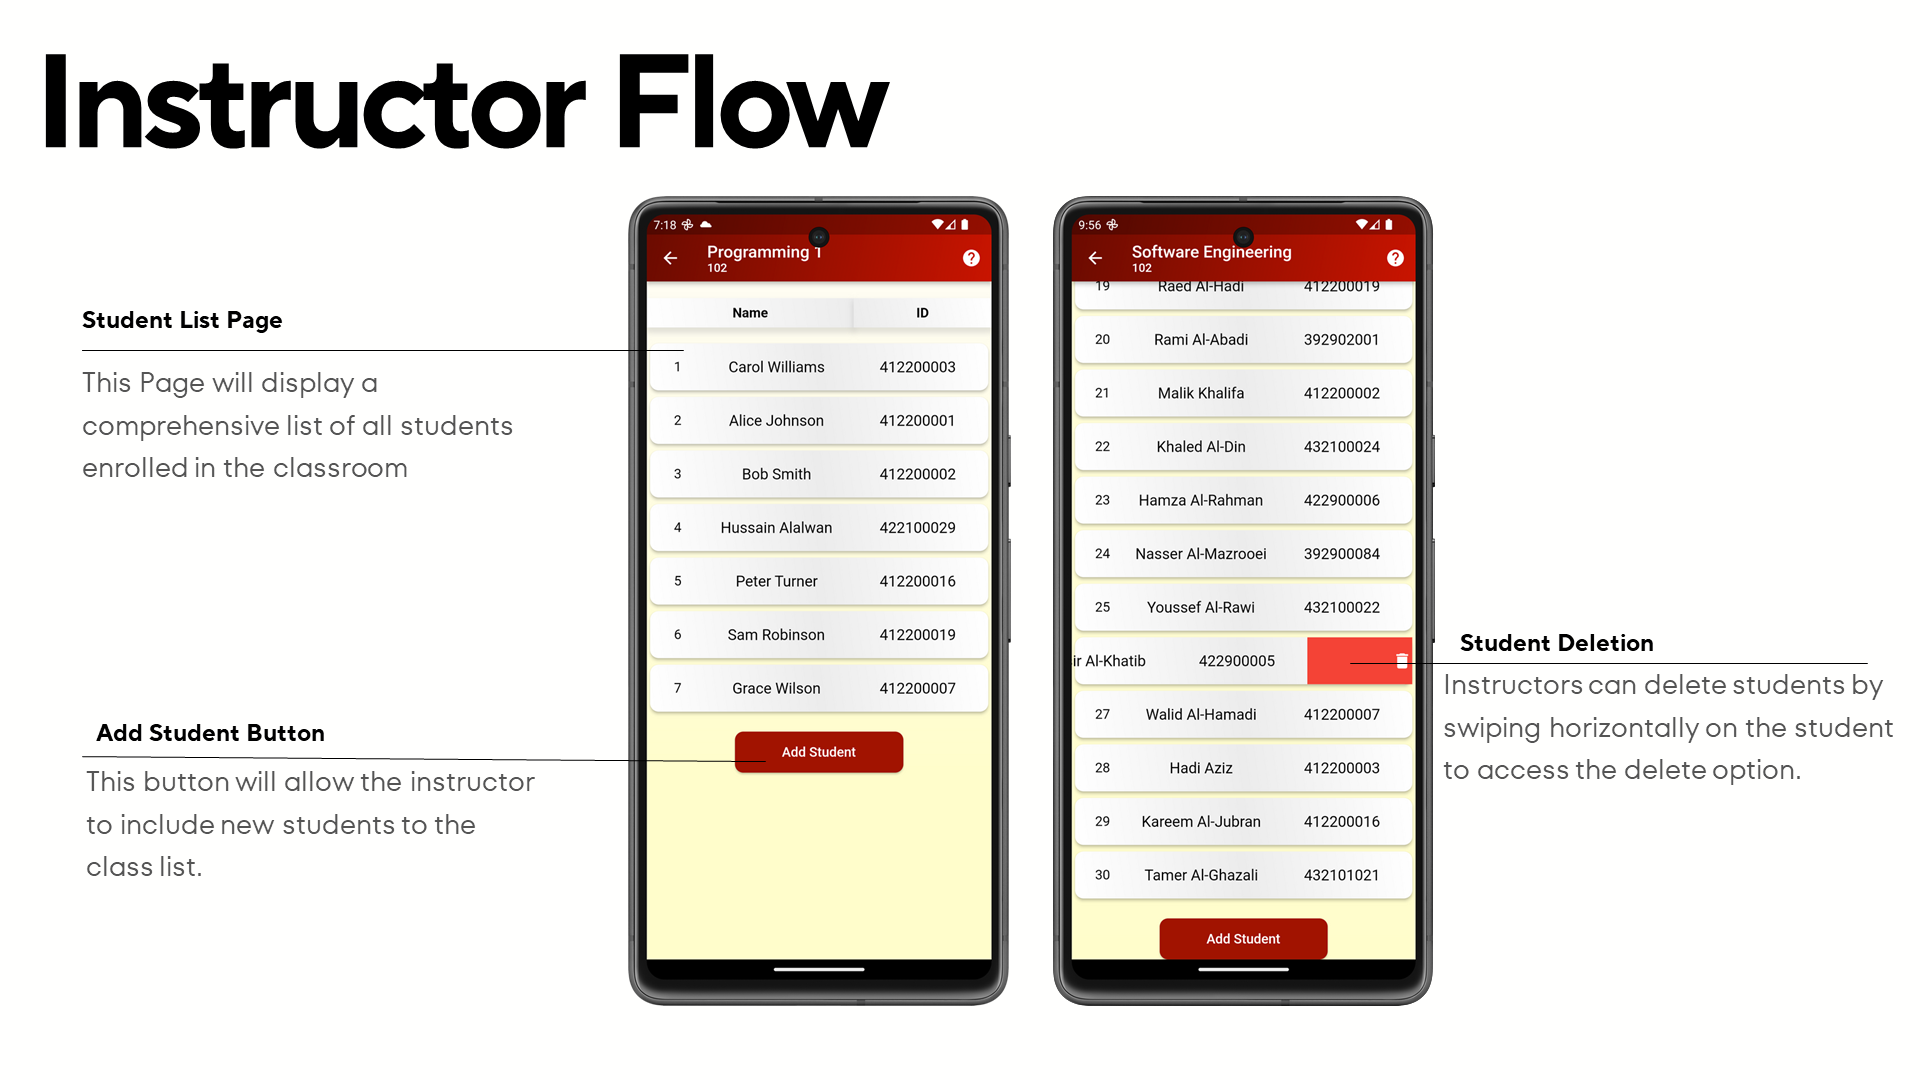 Instructor Flow
Student List Page
This Page will display a
comprehensive list of all students
enrolled in the classroom
Add Student Button
This button will allow the instructor
to include new students to the
class list.
7:18
Programming 1
102
Name ID
1 Carol Williams 412200003
2 Alice Johnson 412200001
3 Bob Smith 412200002
4 Hussain Alalwan 422100029
5 Peter Turner 412200016
6 Sam Robinson 412200019
7 Grace Wilson 412200007
Add Student
9:56
Software Engineering
102
19 Raed Al-Hadi 412200019
20 Rami Al-Abadi 392902001
21 Malik Khalifa 412200002
22 Khaled Al-Din 432100024
23 Hamza Al-Rahman 422900006
24 Nasser Al-Mazrooei 392900084
25 Youssef Al-Rawi 432100022
ir Al-Khatib 422900005
27 Walid Al-Hamadi 412200007
28 Hadi Aziz 412200003
29 Kareem Al-Jubran 412200016
30 Tamer Al-Ghazali 432101021
Add Student
Student Deletion
Instructors can delete students by
swiping horizontally on the student
to access the delete option.